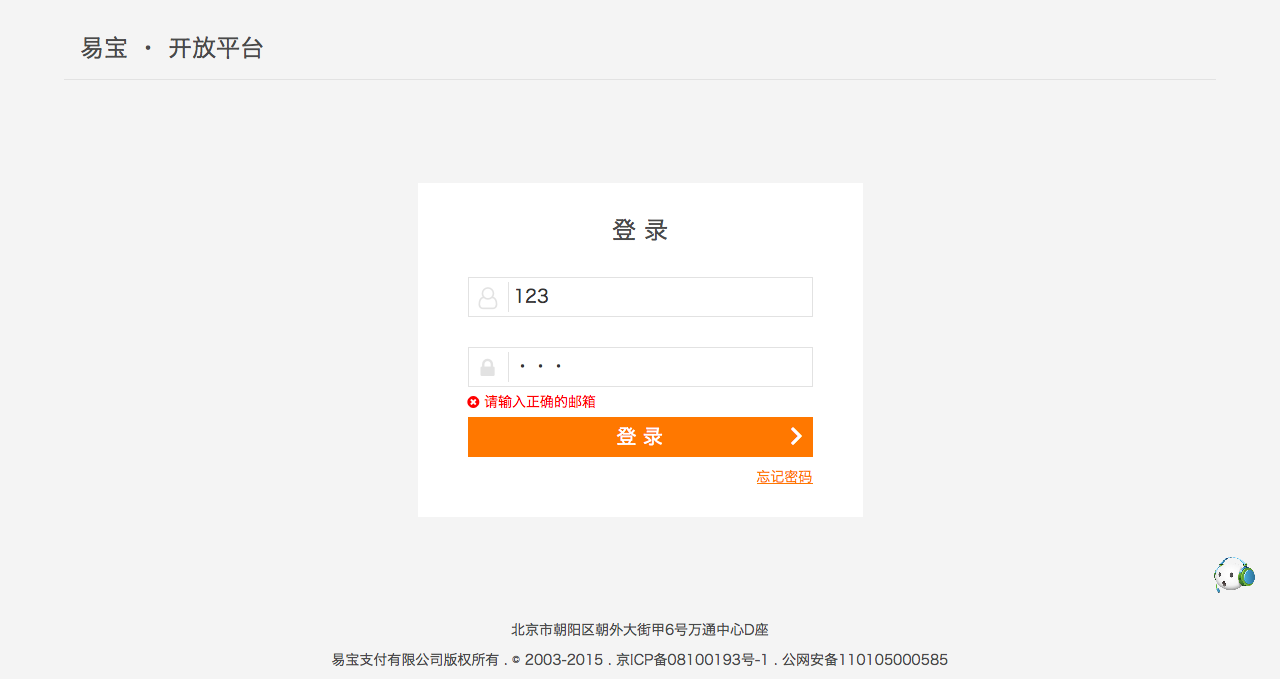 易宝 · 开放平台
登 录
123
请输入正确的邮箱
登 录
忘记密码
北京市朝阳区朝外大街甲6号万通中心D座
易宝支付有限公司版权所有 . © 2003-2015 . 京ICP备08100193号-1 . 公网安备110105000585